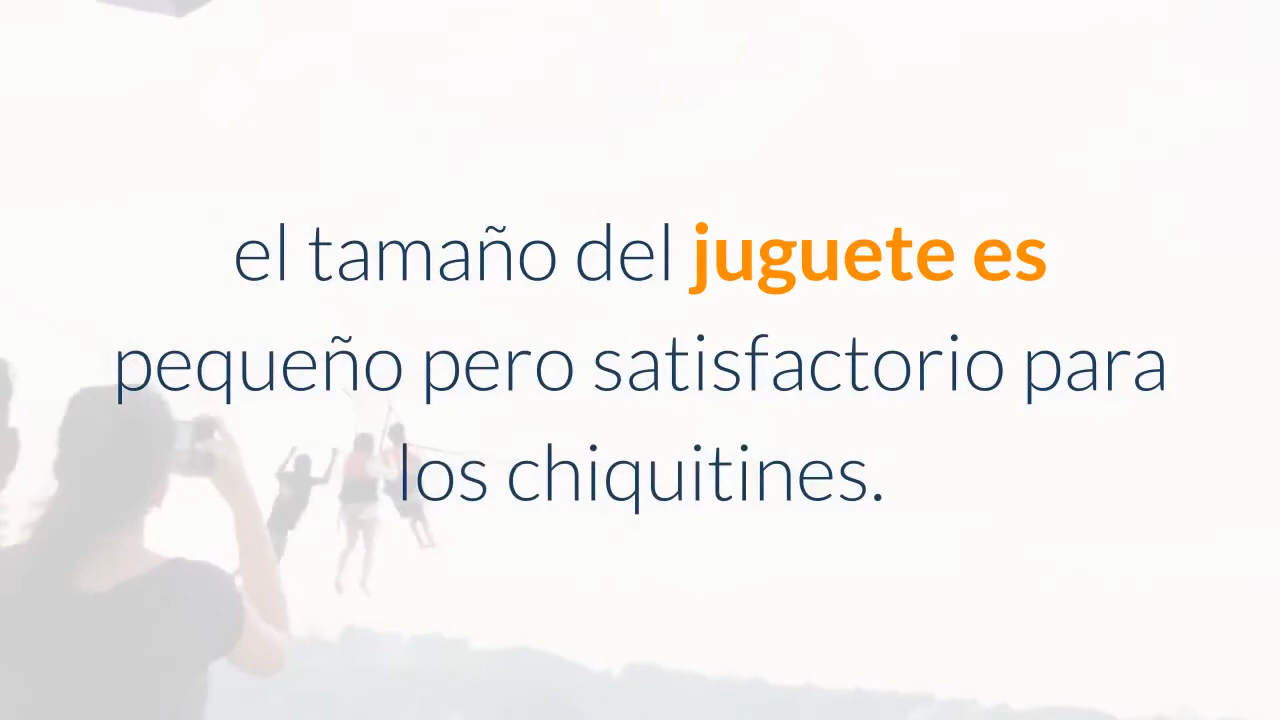 el tamaño del juguete es
pequeño pero satisfactorio para
los chiquitines.